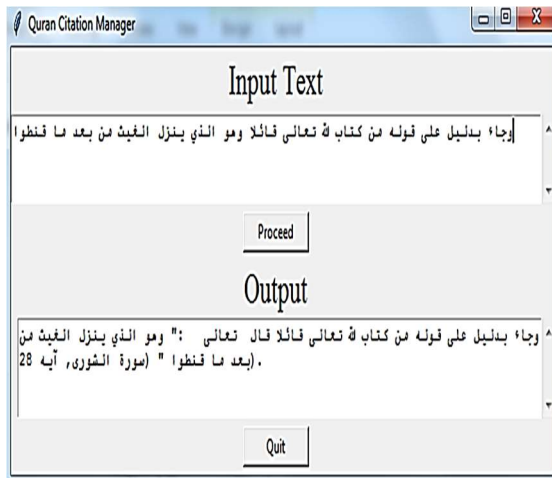 Quran Citation Manager
Input Text
وجاء بدليل على قوله من كتاب لله تعالى قائلا وهو الذي ينزل الغيث من بعد ما قنطوا
Proceed
Output
وجاء بدليل على قوله من كتاب لله تعالى قائلا قال تعالى :" وهو الذي ينزل الغيث من
بعد ما قنطوا " (سورة الشورى, آيه 28).
Quit